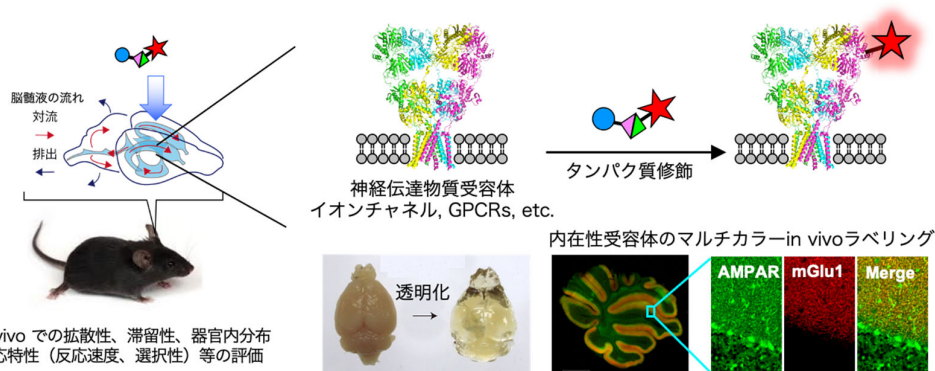 脳髄液の流れ
対流
排出
神経伝達物質受容体
イオンチャネル, GPCRs, etc.
タンパク質修飾
内在性受容体のマルチカラーin vivoラベリング
透明化
AMPAR
mGlu1
Merge
vivo での拡散性、滞留性、器官内分布
応特性（反応速度、選択性）等の評価